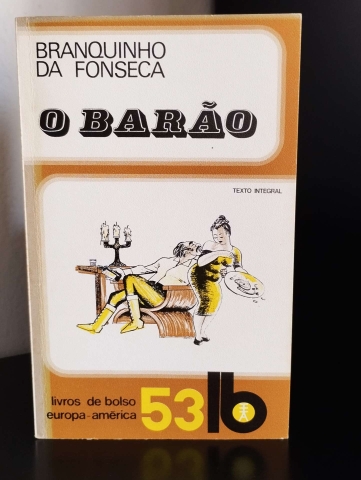 BRANQUINHO
DA FONSECA
O BARÃO
TEXTO INTEGRAL
livros de bolso
europa-américa
53 lb